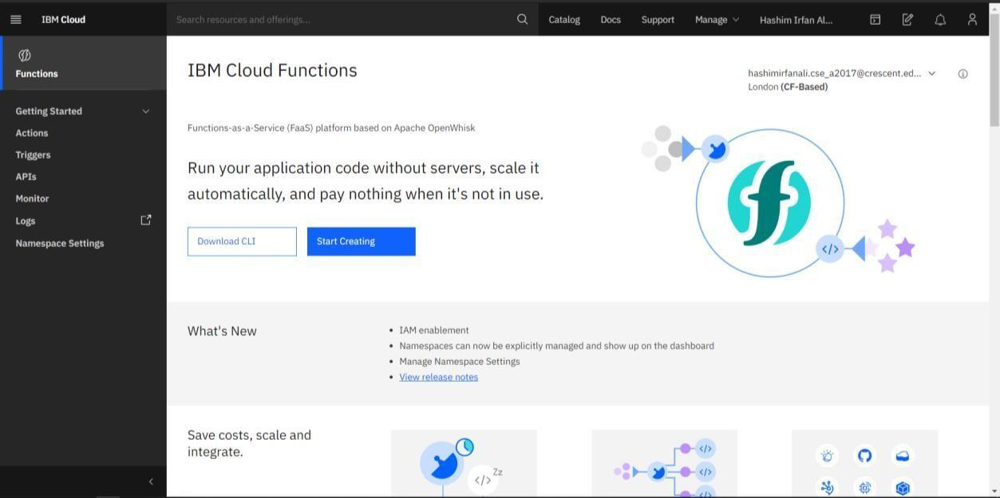 IBM Cloud
Search resources and offerings...
Catalog
Docs
Support
Manage
Hashim Irfan Al...
Functions
Getting Started
Actions
Triggers
APIs
Monitor
Logs
Namespace Settings
IBM Cloud Functions
hashimirfanali.cse_a2017@crescent.ed...
London (CF-Based)
Functions-as-a-Service (FaaS) platform based on Apache OpenWhisk
Run your application code without servers, scale it
automatically, and pay nothing when it's not in use.
Download CLI
Start Creating
f
</>
What's New
• IAM enablement
• Namespaces can now be explicitly managed and show up on the dashboard
• Manage Namespace Settings
• View release notes
Save costs, scale and
integrate.
Zz
</>
</>
</>
</>